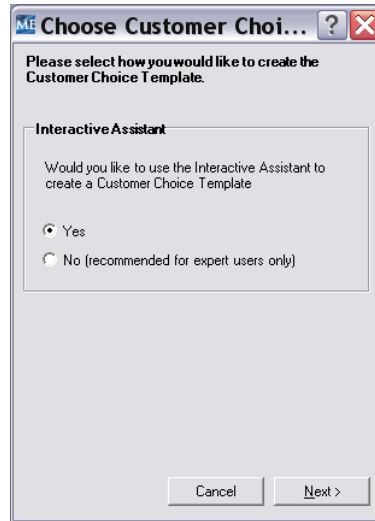 ME Choose Customer Choi... ?
Please select how you would like to create the
Customer Choice Template.
Interactive Assistant
Would you like to use the Interactive Assistant to
create a Customer Choice Template
Yes
No (recommended for expert users only)
Cancel
Next >